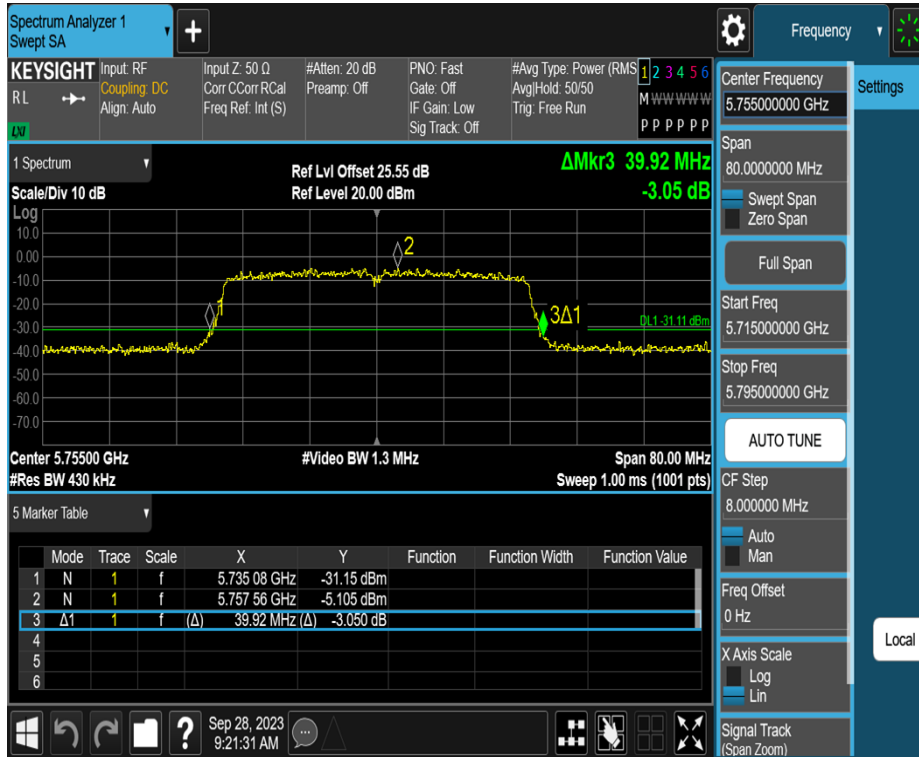 Spectrum Analyzer 1
Swept SA
+
Frequency
KEYSIGHT
R L
LXI
Input: RF
Coupling: DC
Align: Auto
Input Z: 50 Ω
Corr CCorr RCal
Freq Ref: Int (S)
#Atten: 20 dB
Preamp: Off
PNO: Fast
Gate: Off
IF Gain: Low
Sig Track: Off
#Avg Type: Power (RMS
Avg|Hold: 50/50
Trig: Free Run
1 2 3 4 5 6
M W W W W W
P P P P P P
1 Spectrum
Scale/Div 10 dB
Ref Lvl Offset 25.55 dB
Ref Level 20.00 dBm
ΔMkr3 39.92 MHz
-3.05 dB
Log
10.0
0.00
-10.0
-20.0
-30.0
-40.0
-50.0
-60.0
-70.0
2
3Δ1
DL1 -31.11 dBm
Center 5.75500 GHz
#Video BW 1.3 MHz
Span 80.00 MHz
#Res BW 430 kHz
Sweep 1.00 ms (1001 pts)
5 Marker Table
Mode Trace Scale X Y Function Function Width Function Value
1 N 1 f 5.735 08 GHz -31.15 dBm
2 N 1 f 5.757 56 GHz -5.105 dBm
3 Δ1 1 f (Δ) 39.92 MHz (Δ) -3.050 dB
4
5
6
?
Sep 28, 2023
9:21:31 AM
Center Frequency
5.755000000 GHz
Span
80.0000000 MHz
Swept Span
Zero Span
Full Span
Start Freq
5.715000000 GHz
Stop Freq
5.795000000 GHz
AUTO TUNE
CF Step
8.000000 MHz
Auto
Man
Freq Offset
0 Hz
X Axis Scale
Log
Lin
Signal Track
(Span Zoom)
Settings
Local